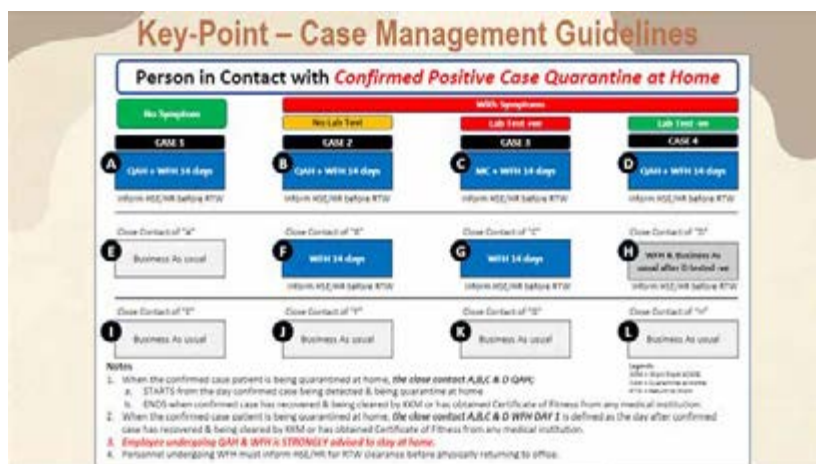 Key-Point – Case Management Guidelines
Person in Contact with Confirmed Positive Case Quarantine at Home
No Symptom
With Symptoms
No Lab Test
Lab Test +ve
Lab Test -ve
CASE 1
CASE 2
CASE 3
CASE 4
A QAH + WFH 14 days
B QAH + WFH 14 days
C MC + WFH 14 days
D QAH + WFH 14 days
Inform HSE/HR before RTW
Inform HSE/HR before RTW
Inform HSE/HR before RTW
Inform HSE/HR before RTW
Close Contact of "A"
Close Contact of "B"
Close Contact of "C"
Close Contact of "D"
E Business As usual
F WFH 14 days
G WFH 14 days
H WFH & Business As
usual after D tested -ve
Inform HSE/HR before RTW
Inform HSE/HR before RTW
Inform HSE/HR before RTW
Close Contact of "E"
Close Contact of "F"
Close Contact of "G"
Close Contact of "H"
I Business As usual
J Business As usual
K Business As usual
L Business As usual
Notes
1. When the confirmed case patient is being quarantined at home, the close contact A,B,C & D QAH;
a. STARTS from the day confirmed case being detected & being quarantine at home
b. ENDS when confirmed case has recovered & being cleared by KKM or has obtained Certificate of Fitness from any medical institution.
2. When the confirmed case patient is being quarantined at home, the close contact A,B,C & D WFH DAY 1 is defined as the day after confirmed
case has recovered & being cleared by KKM or has obtained Certificate of Fitness from any medical institution.
3. Employee undergoing QAH & WFH is STRONGLY advised to stay at home.
4. Personnel undergoing WFH must inform HSE/HR for RTW clearance before physically returning to office.
Legends